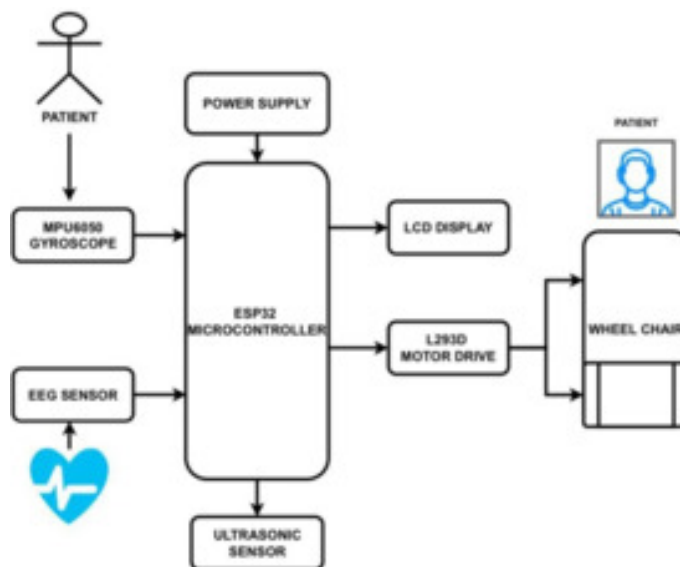 PATIENT
POWER SUPPLY
PATIENT
MPU6050
GYROSCOPE
LCD DISPLAY
ESP32
MICROCONTROLLER
L293D
MOTOR DRIVE
WHEEL CHAIR
EEG SENSOR
ULTRASONIC
SENSOR